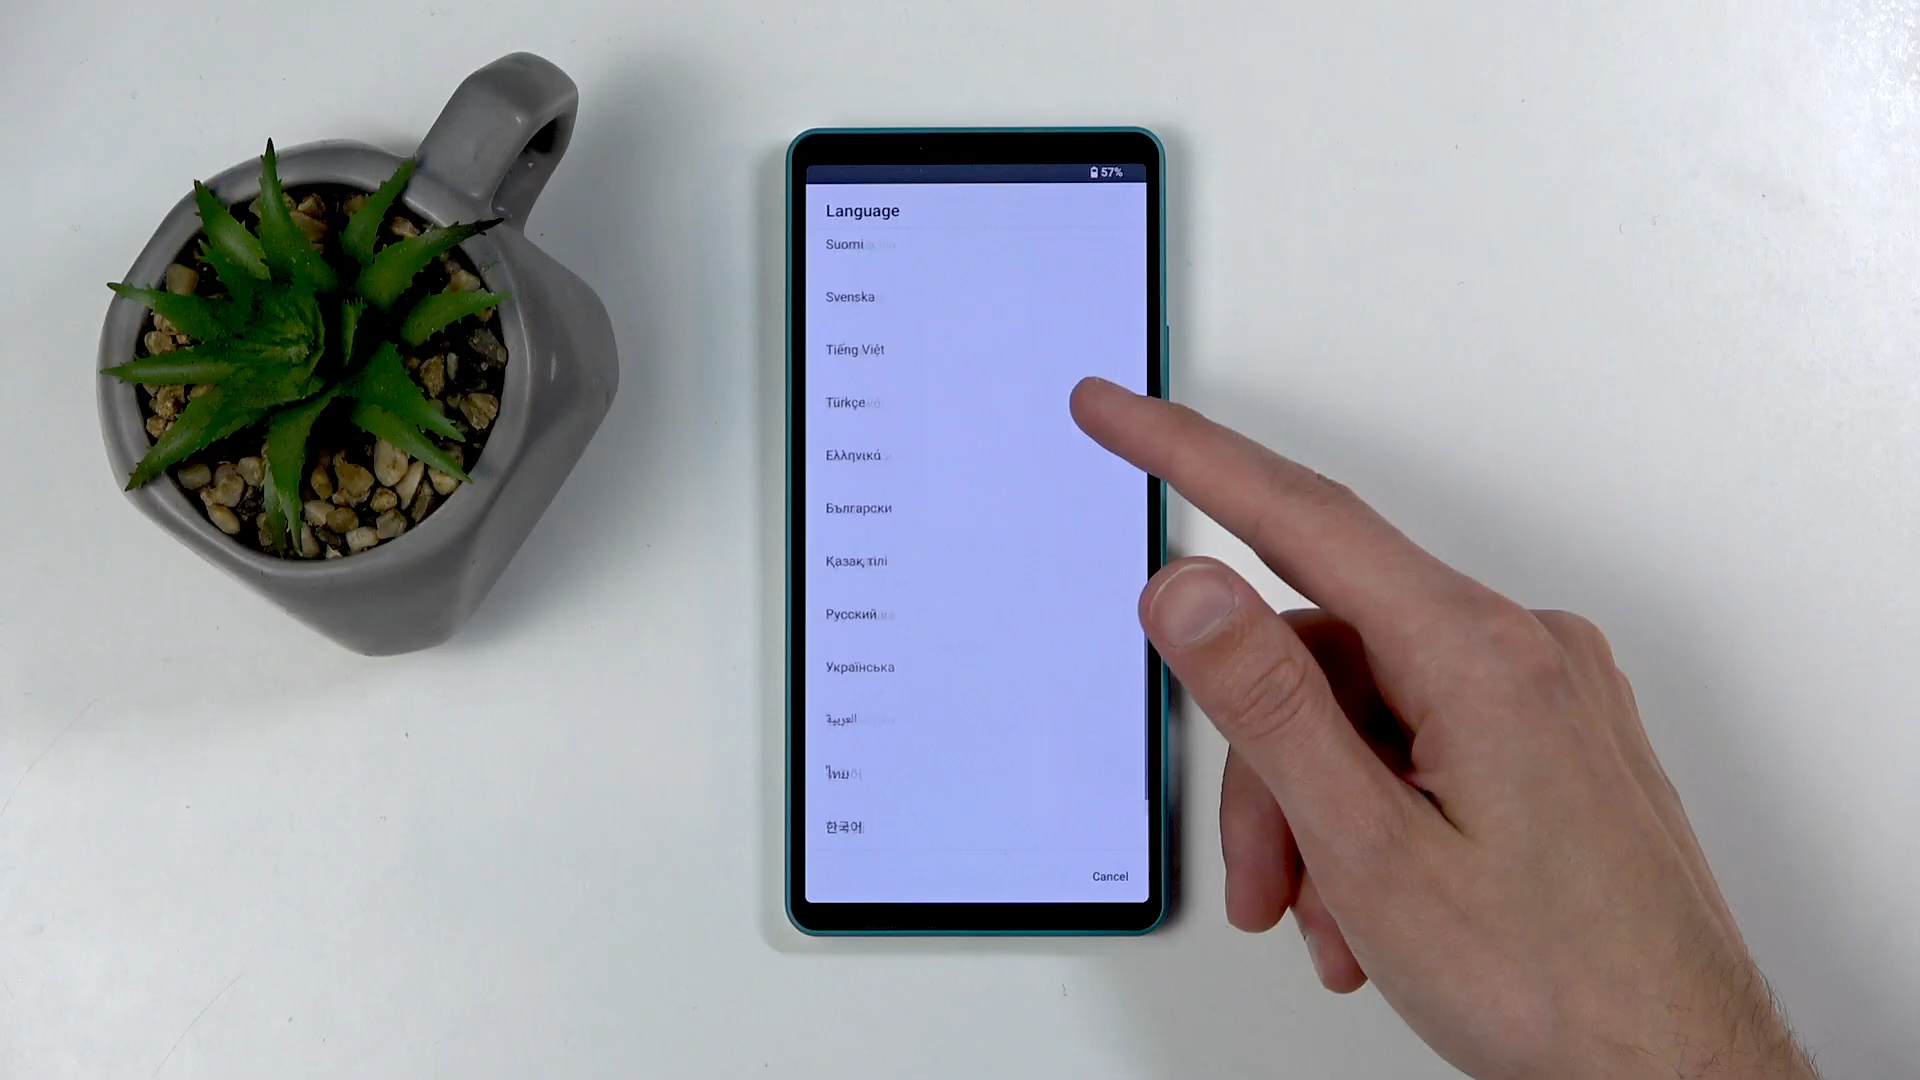 57%
Language
Suomi
Svenska
Tiếng Việt
Türkçe
Ελληνικά
Български
Қазақ тілі
Русский
Українська
العربية
ไทย
한국어
Cancel